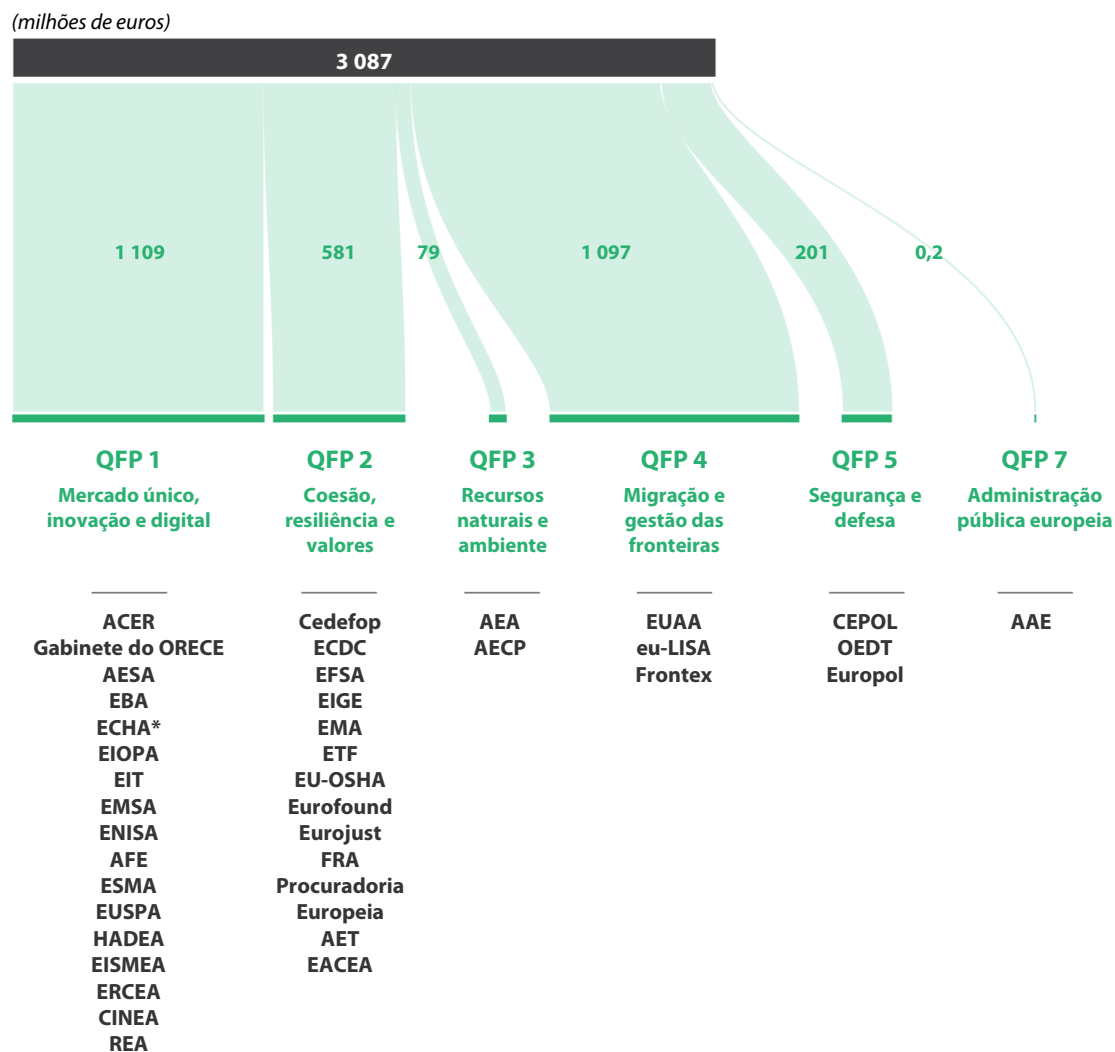 (milhões de euros)
3 087
1 109
581
79
1 097
201
0,2
QFP 1
Mercado único,
inovação e digital
QFP 2
Coesão,
resiliência e
valores
QFP 3
Recursos
naturais e
ambiente
QFP 4
Migração e
gestão das
fronteiras
QFP 5
Segurança e
defesa
QFP 7
Administração
pública europeia
ACER
Gabinete do ORECE
AESA
EBA
ECHA*
EIOPA
EIT
EMSA
ENISA
AFE
ESMA
EUSPA
HADEA
EISMEA
ERCEA
CINEA
REA
Cedefop
ECDC
EFSA
EIGE
EMA
ETF
EU-OSHA
Eurofound
Eurojust
FRA
Procuradoria
Europeia
AET
EACEA
AEA
AECP
EUAA
eu-LISA
Frontex
CEPOL
OEDT
Europol
AAE